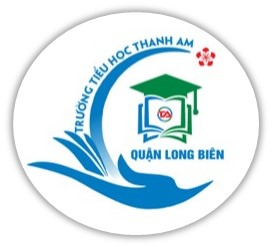 TRƯỜNG TIỂU HỌC THANH AM
TA
QUẬN LONG BIÊN